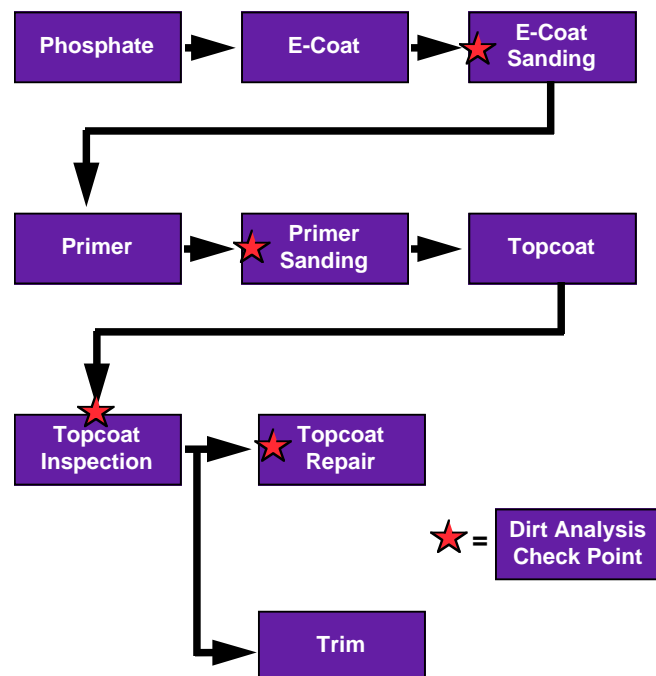 Phosphate
E-Coat
E-Coat
Sanding
Primer
Primer
Sanding
Topcoat
Topcoat
Inspection
Topcoat
Repair
=
Dirt Analysis
Check Point
Trim